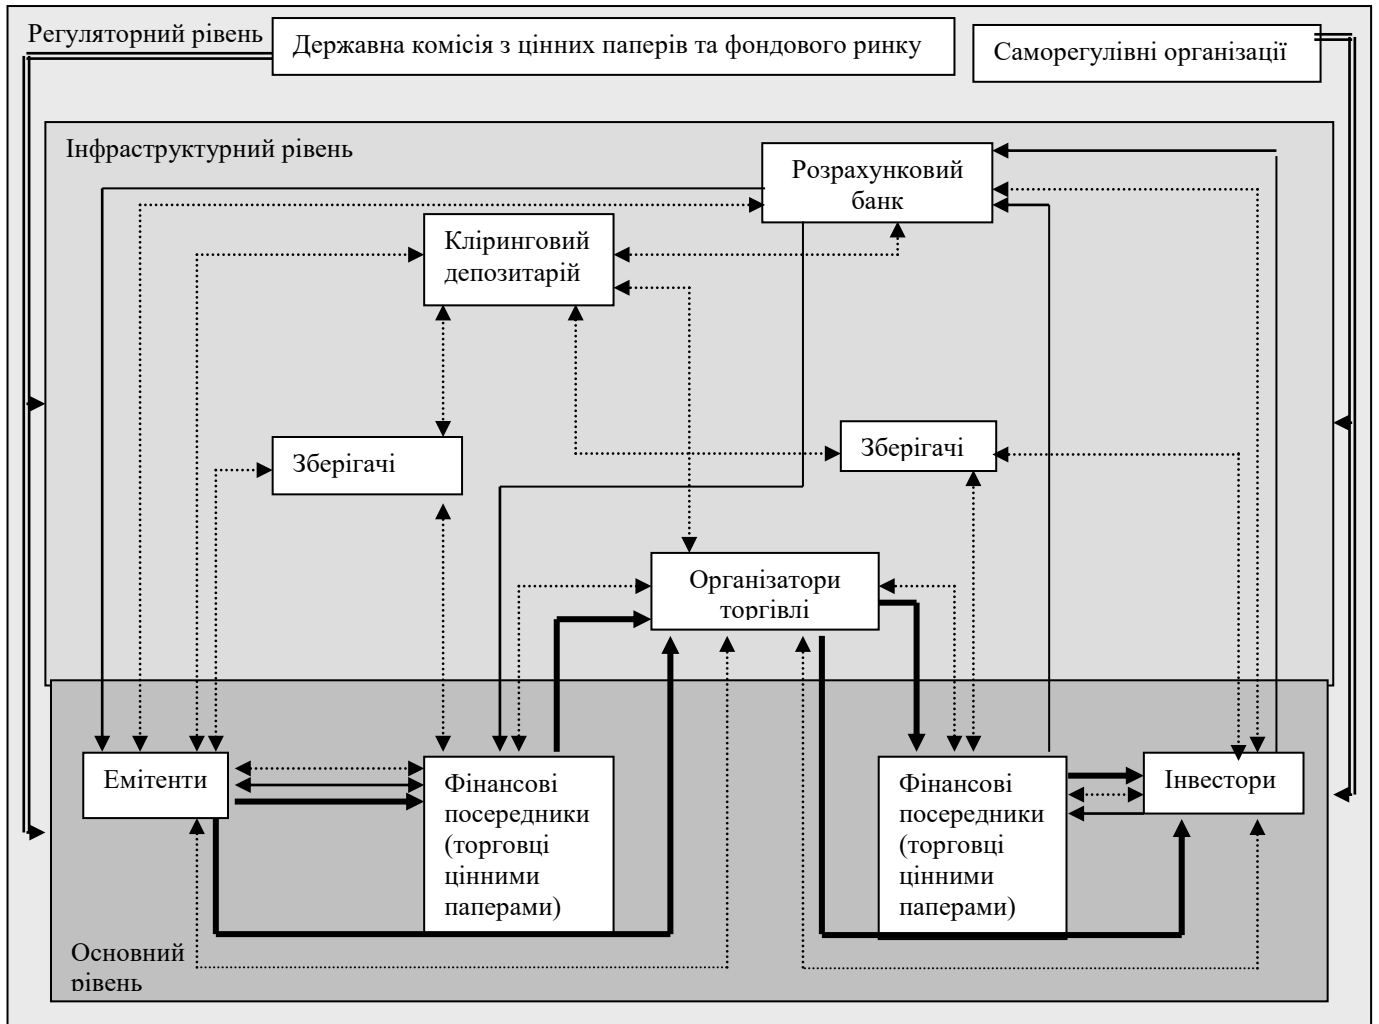 Регуляторний рівень
Державна комісія з цінних паперів та фондового ринку
Саморегулівні організації
Інфраструктурний рівень
Розрахунковий
банк
Кліринговий
депозитарій
Зберігачі
Зберігачі
Організатори
торгівлі
Емітенти
Фінансові
посередники
(торговці
цінними
паперами)
Фінансові
посередники
(торговці
цінними
паперами)
Інвестори
Основний
рівень